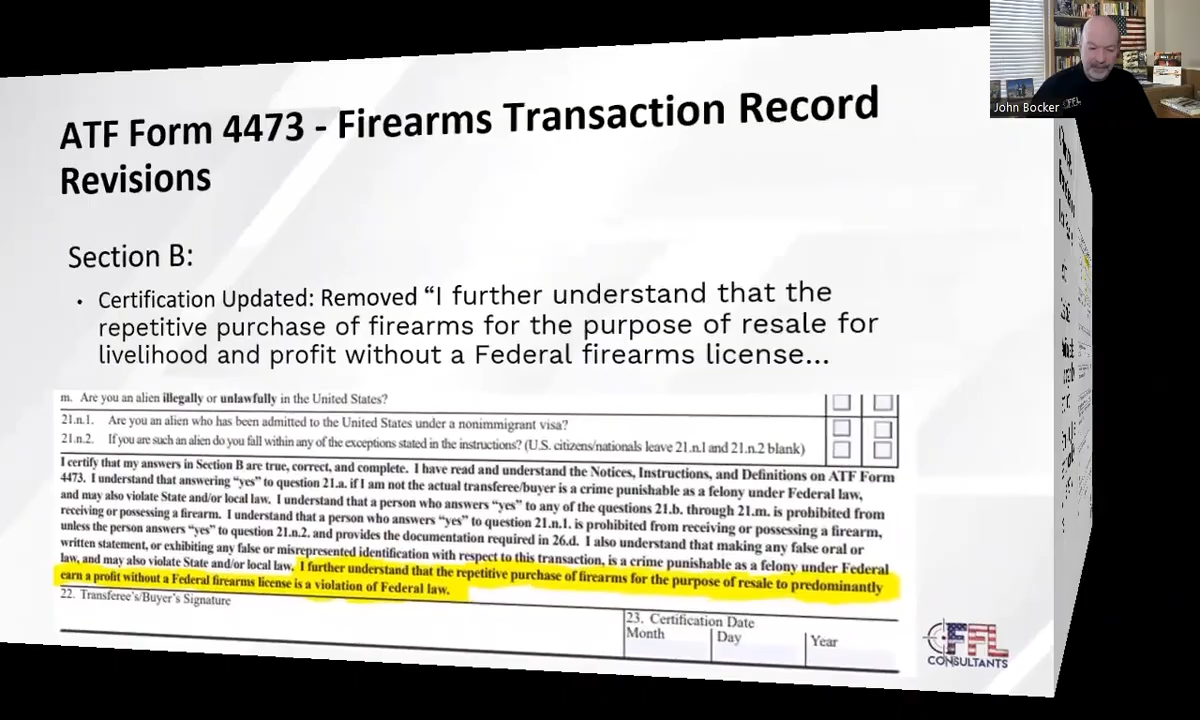 John Bocker
ATF Form 4473 - Firearms Transaction Record
Revisions
Section B:
• Certification Updated: Removed “I further understand that the
repetitive purchase of firearms for the purpose of resale for
livelihood and profit without a Federal firearms license...
m. Are you an alien illegally or unlawfully in the United States?
21.n.1. Are you an alien who has been admitted to the United States under a nonimmigrant visa?
21.n.2. If you are such an alien do you fall within any of the exceptions stated in the instructions? (U.S. citizens/nationals leave 21.n.1 and 21.n.2 blank)
I certify that my answers in Section B are true, correct, and complete. I have read and understand the Notices, Instructions, and Definitions on ATF Form
4473. I understand that answering “yes” to question 21.a. if I am not the actual transferee/buyer is a crime punishable as a felony under Federal law,
and may also violate State and/or local law. I understand that a person who answers “yes” to any of the questions 21.b. through 21.m. is prohibited from
receiving or possessing a firearm. I understand that a person who answers “yes” to question 21.n.1. is prohibited from receiving or possessing a firearm,
unless the person answers “yes” to question 21.n.2. and provides the documentation required in 26.d. I also understand that making any false oral or
written statement, or exhibiting any false or misrepresented identification with respect to this transaction, is a crime punishable as a felony under Federal
law, and may also violate State and/or local law. I further understand that the repetitive purchase of firearms for the purpose of resale to predominantly
earn a profit without a Federal firearms license is a violation of Federal law.
22. Transferee's/Buyer's Signature
23. Certification Date
Month Day Year
FFL
CONSULTANTS